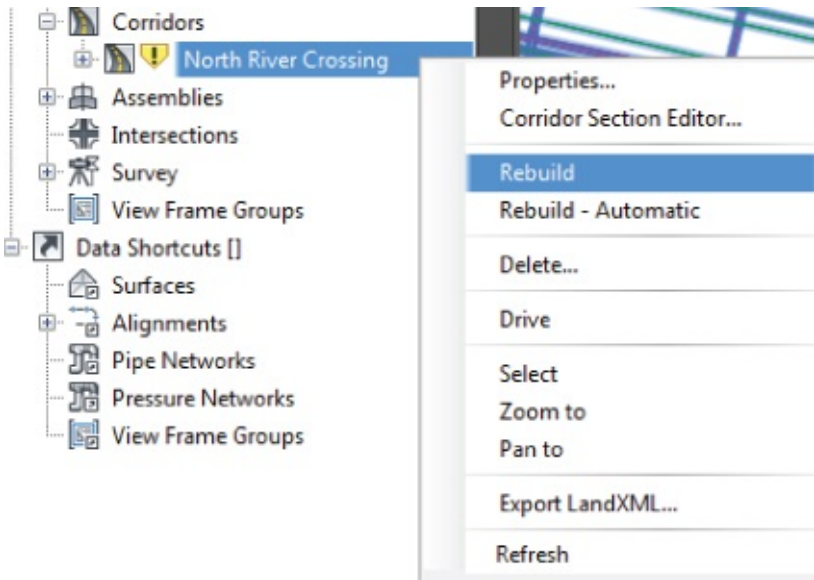 Corridors
North River Crossing
Assemblies
Intersections
Survey
View Frame Groups
Data Shortcuts []
Surfaces
Alignments
Pipe Networks
Pressure Networks
View Frame Groups
Properties...
Corridor Section Editor...
Rebuild
Rebuild - Automatic
Delete...
Drive
Select
Zoom to
Pan to
Export LandXML...
Refresh